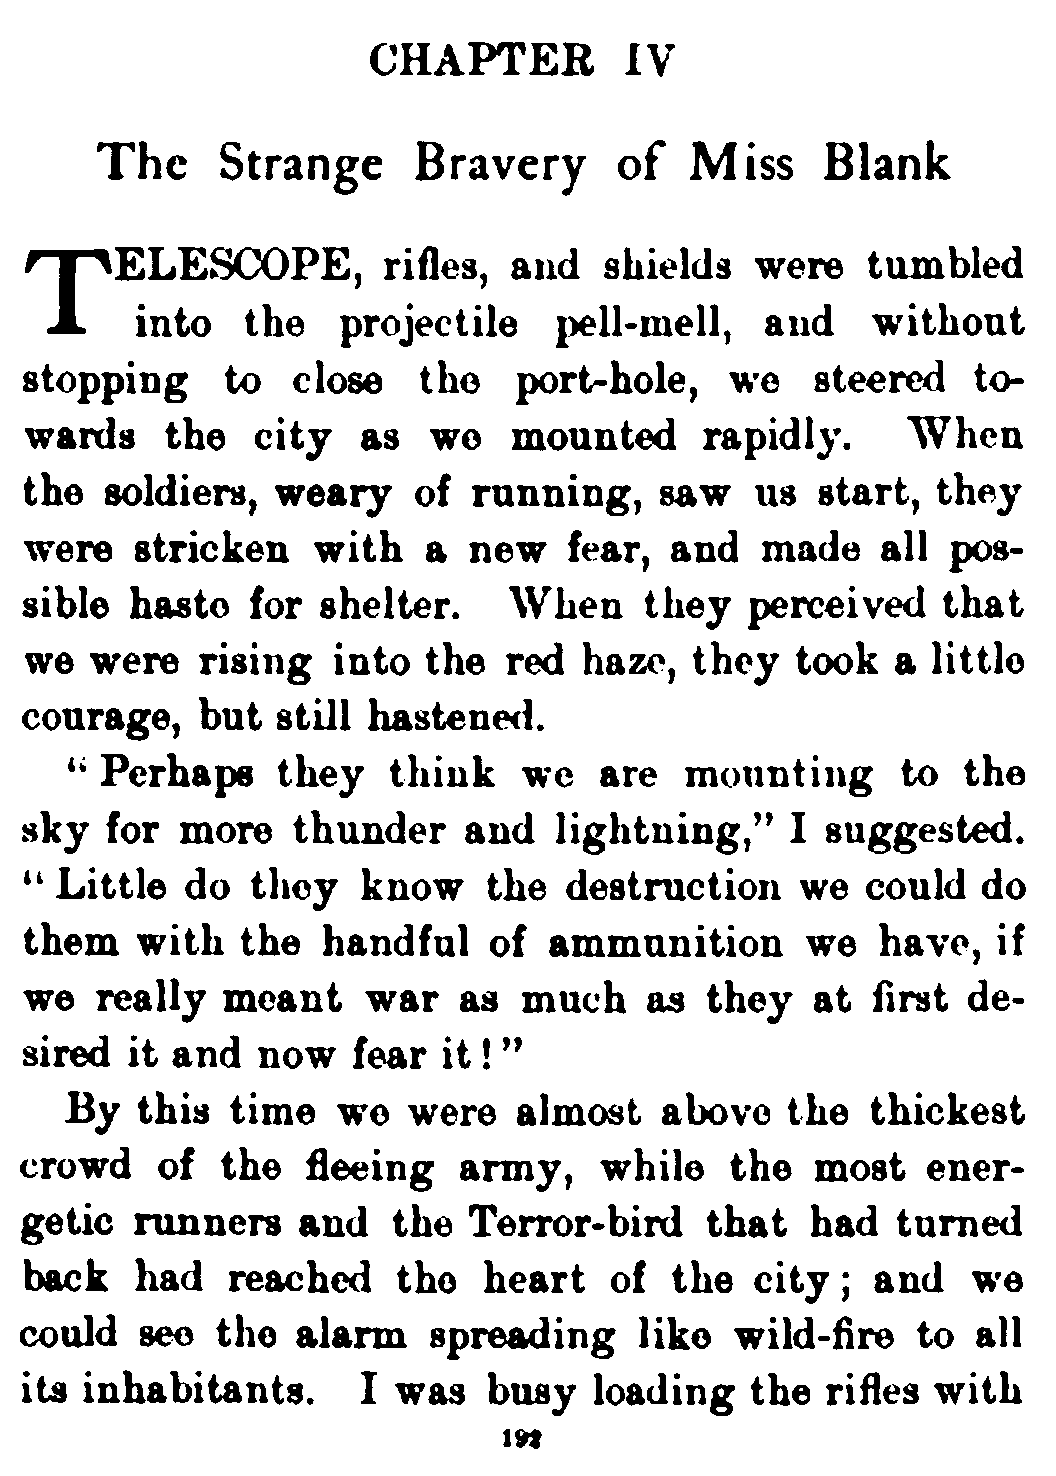 CHAPTER IV
The Strange Bravery of Miss Blank
TELESCOPE, rifles, and shields were tumbled
into the projectile pell-mell, and without
stopping to close the port-hole, we steered to-
wards the city as we mounted rapidly. When
the soldiers, weary of running, saw us start, they
were stricken with a new fear, and made all pos-
sible haste for shelter. When they perceived that
we were rising into the red haze, they took a little
courage, but still hastened.
“Perhaps they think we are mounting to the
sky for more thunder and lightning,” I suggested.
“Little do they know the destruction we could do
them with the handful of ammunition we have, if
we really meant war as much as they at first de-
sired it and now fear it!”
By this time we were almost above the thickest
crowd of the fleeing army, while the most ener-
getic runners and the Terror-bird that had turned
back had reached the heart of the city; and we
could see the alarm spreading like wild-fire to all
its inhabitants. I was busy loading the rifles with
192